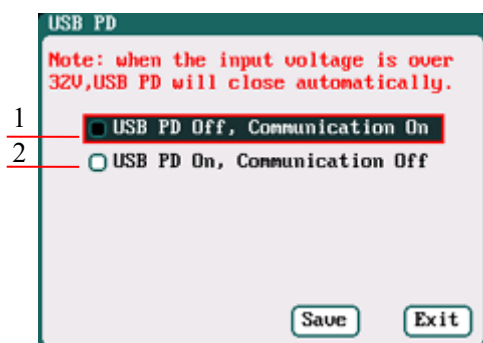 USB PD
Note: when the input voltage is over
32V,USB PD will close automatically.
1
USB PD Off, Communication On
2
USB PD On, Communication Off
Save Exit